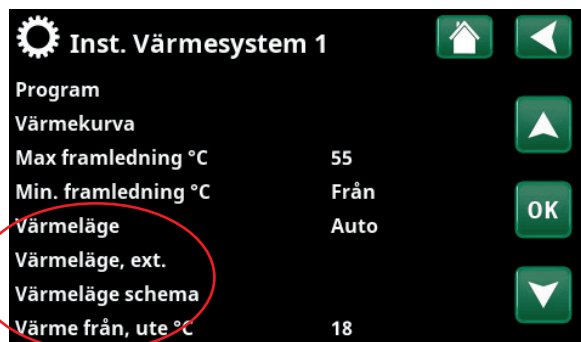 Inst. Värmesystem 1
Program
Värmekurva
Max framledning °C 55
Min. framledning °C Från
Värmeläge Auto
OK
Värmeläge, ext.
Värmeläge schema
Värme från, ute °C 18